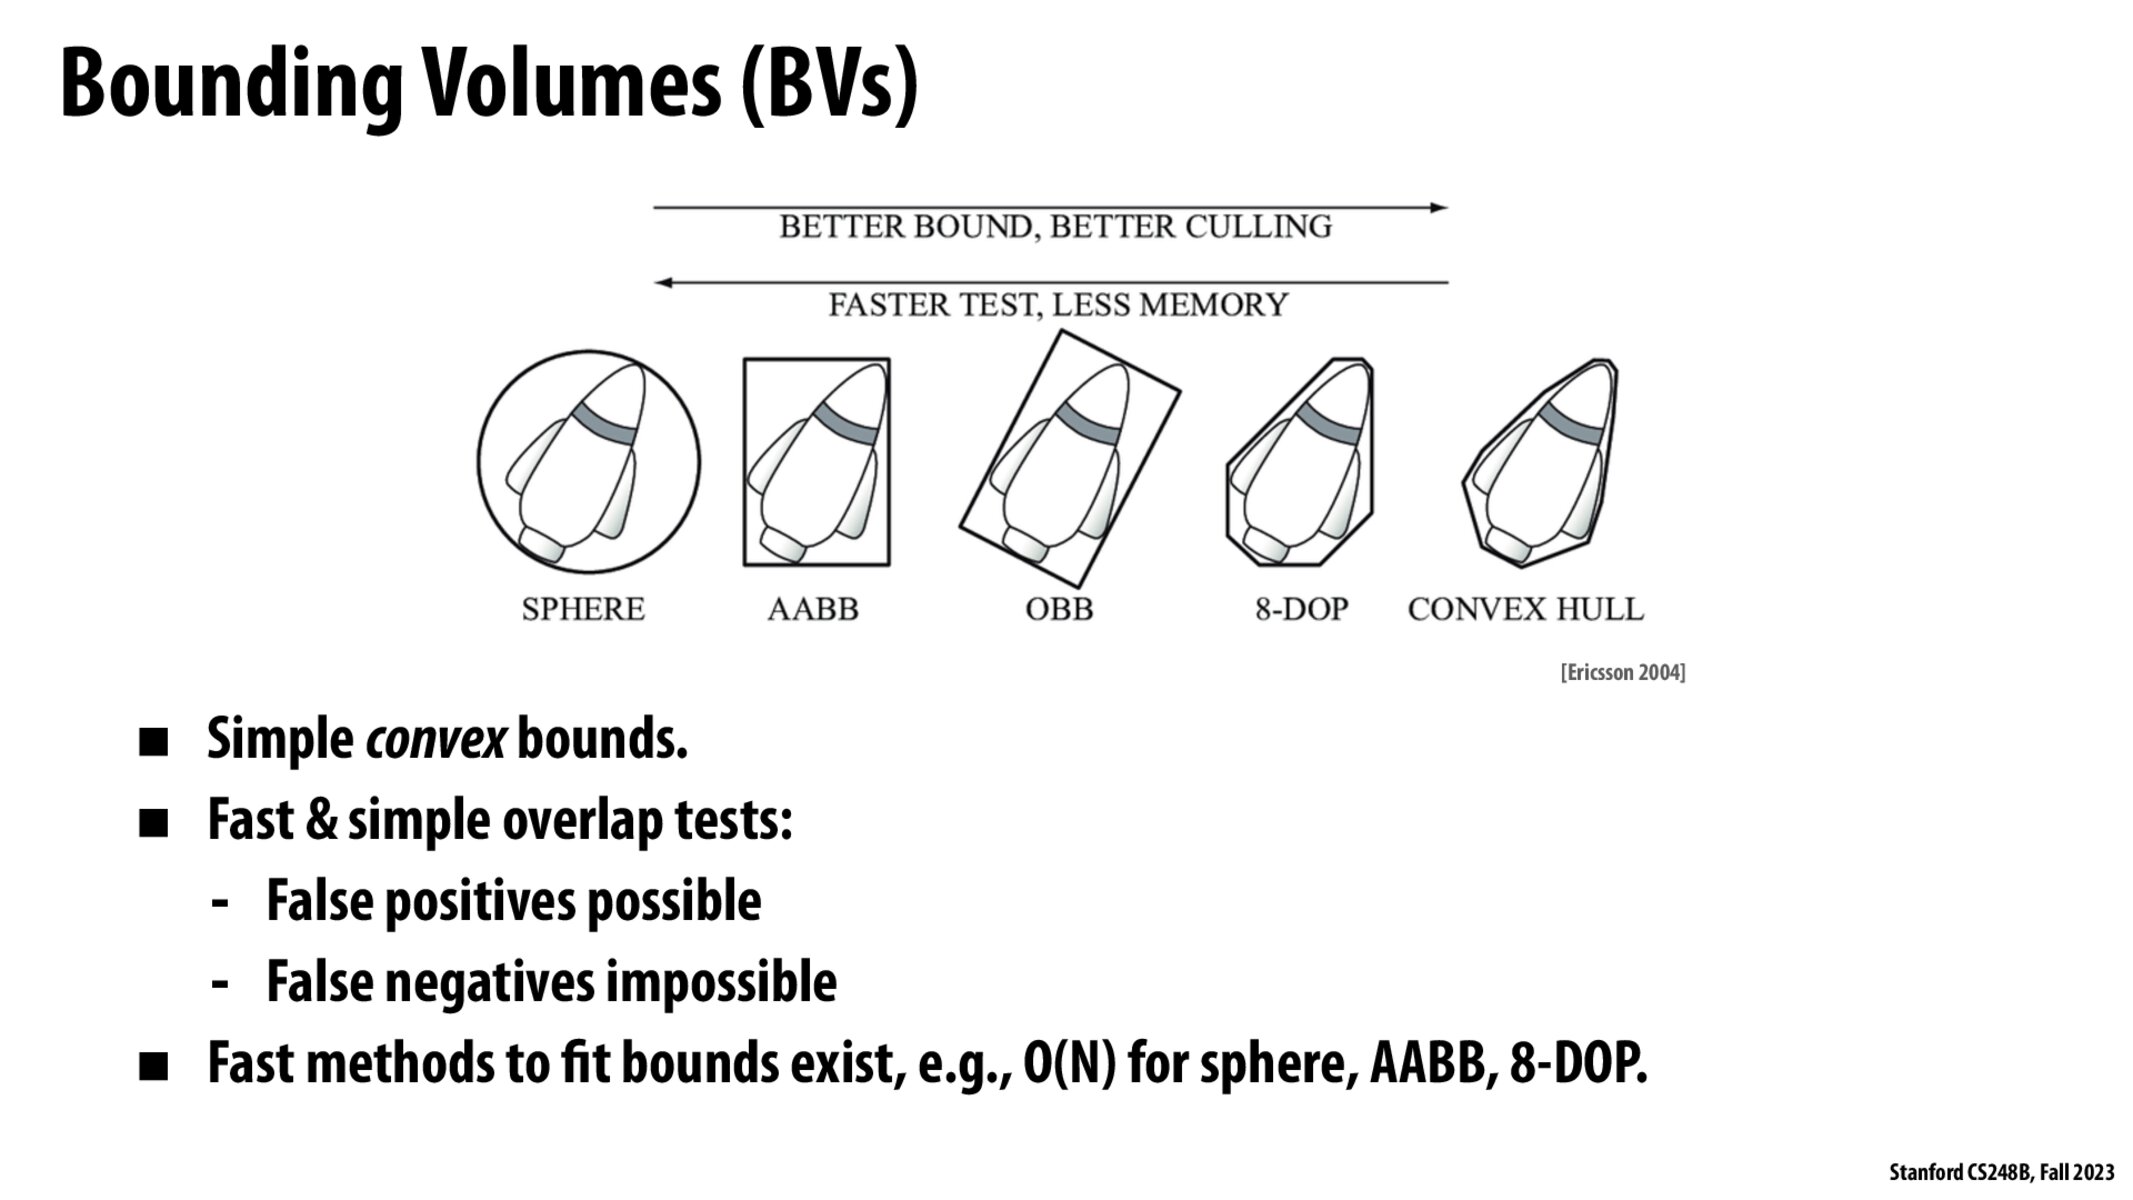 Bounding Volumes (BVs)
BETTER BOUND, BETTER CULLING
FASTER TEST, LESS MEMORY
SPHERE AABB OBB 8-DOP CONVEX HULL
[Ericsson 2004]
■ Simple convex bounds.
■ Fast & simple overlap tests:
- False positives possible
- False negatives impossible
■ Fast methods to fit bounds exist, e.g., O(N) for sphere, AABB, 8-DOP.
Stanford CS248B, Fall 2023